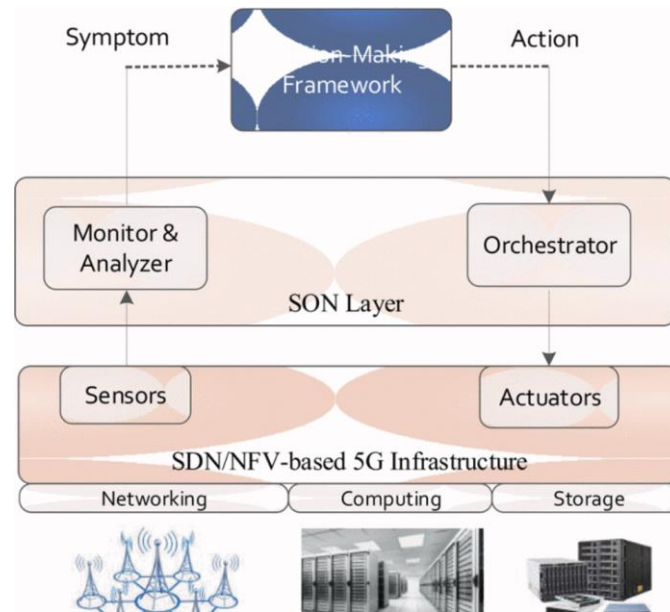 Symptom
Action
Framework
Monitor &
Analyzer
Orchestrator
SON Layer
Sensors
Actuators
SDN/NFV-based 5G Infrastructure
Networking
Computing
Storage